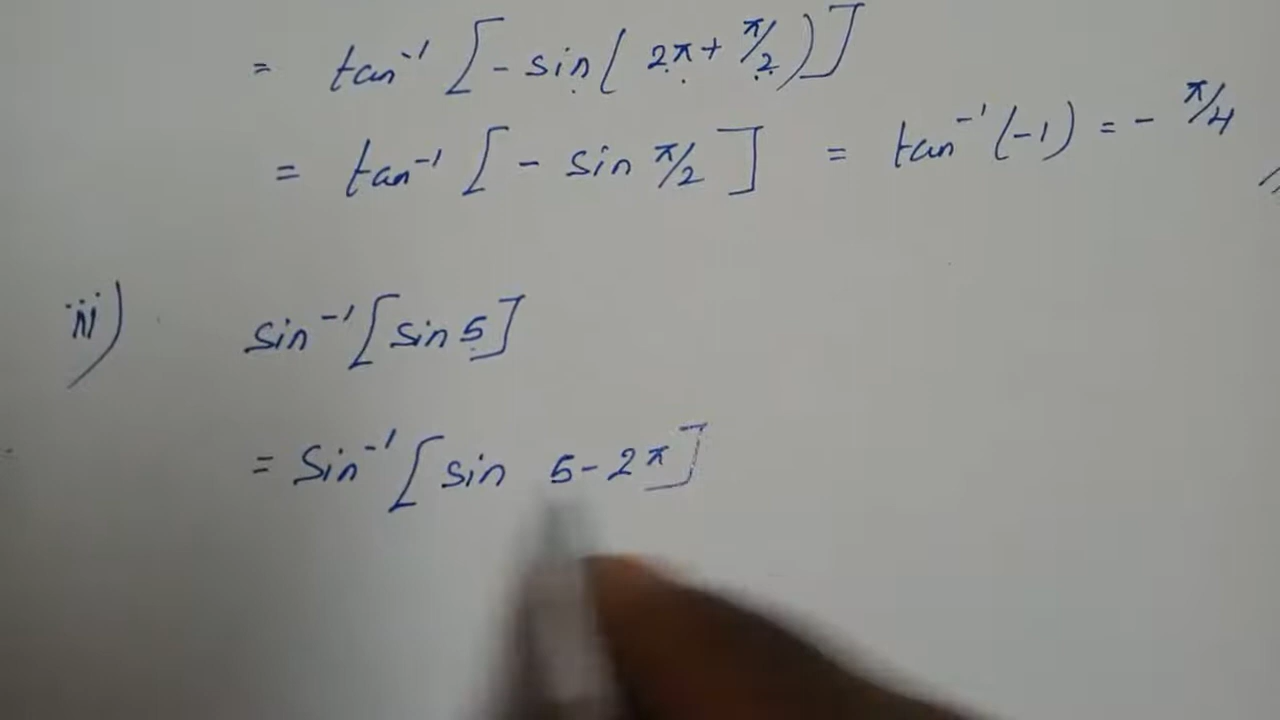 = tan⁻¹ [- sin( 2π + π/2 )]
= tan⁻¹ [ - sin π/2 ] = tan⁻¹ (-1) = - π/4 //
iii) sin⁻¹ [sin 5]
= Sin⁻¹ [ sin 5 - 2π ]